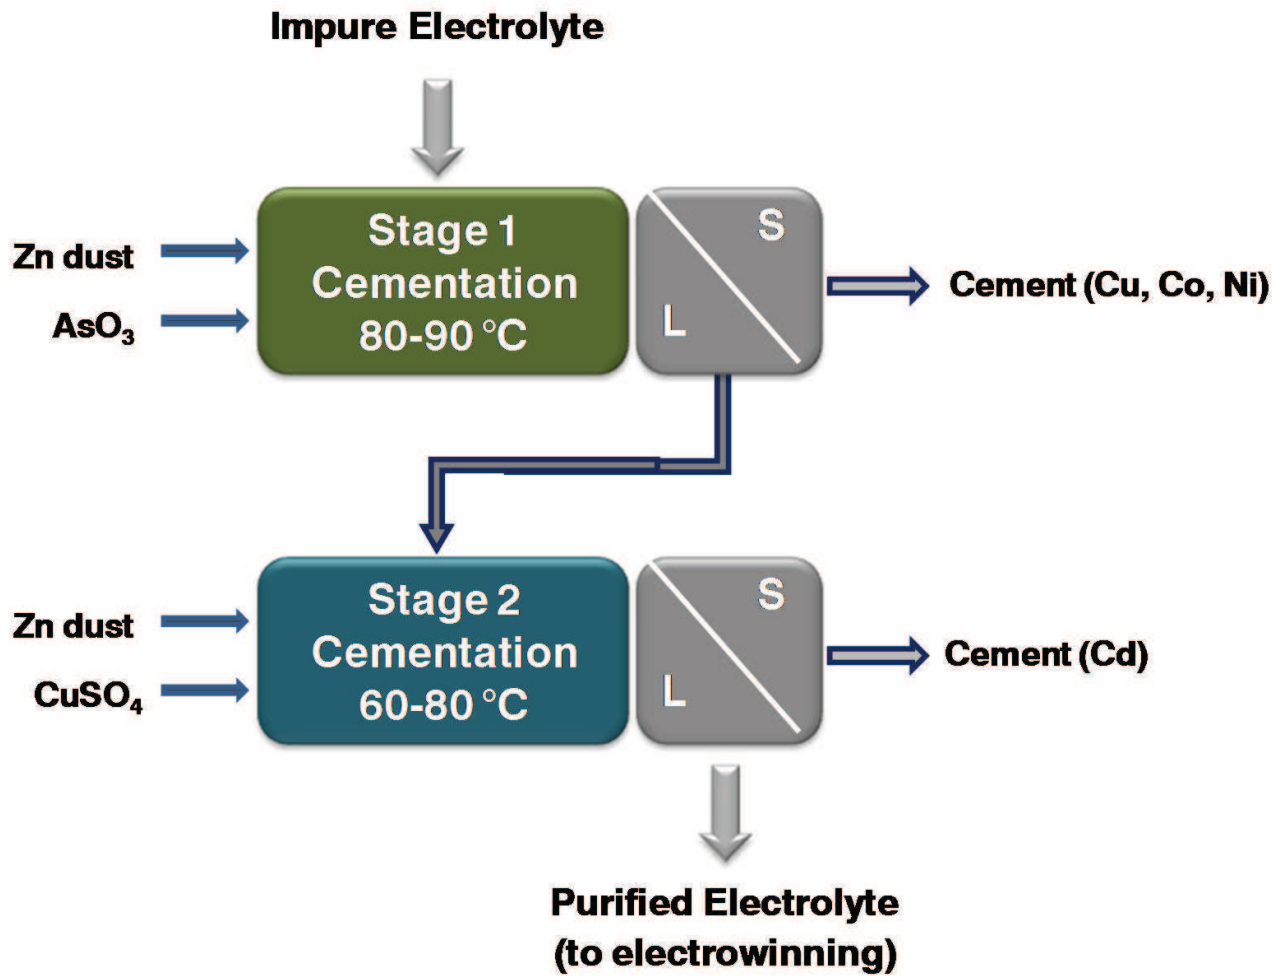 Impure Electrolyte
Stage 1
Cementation
80-90 °C
Zn dust
AsO₃
S
L
Cement (Cu, Co, Ni)
Stage 2
Cementation
60-80 °C
Zn dust
CuSO₄
S
L
Cement (Cd)
Purified Electrolyte
(to electrowinning)